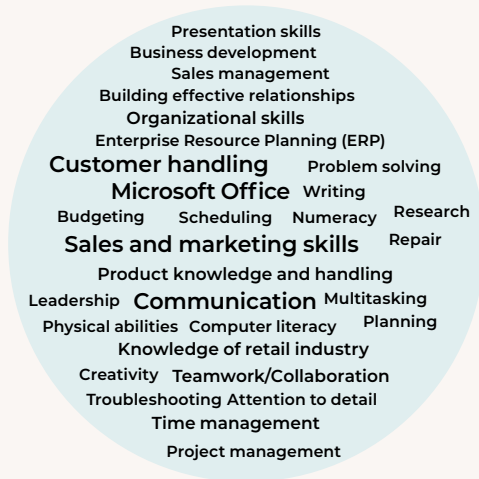 Presentation skills
Business development
Sales management
Building effective relationships
Organizational skills
Enterprise Resource Planning (ERP)
Customer handling Problem solving
Microsoft Office Writing
Budgeting Scheduling Numeracy Research
Sales and marketing skills Repair
Product knowledge and handling
Leadership Communication Multitasking
Physical abilities Computer literacy Planning
Knowledge of retail industry
Creativity Teamwork/Collaboration
Troubleshooting Attention to detail
Time management
Project management